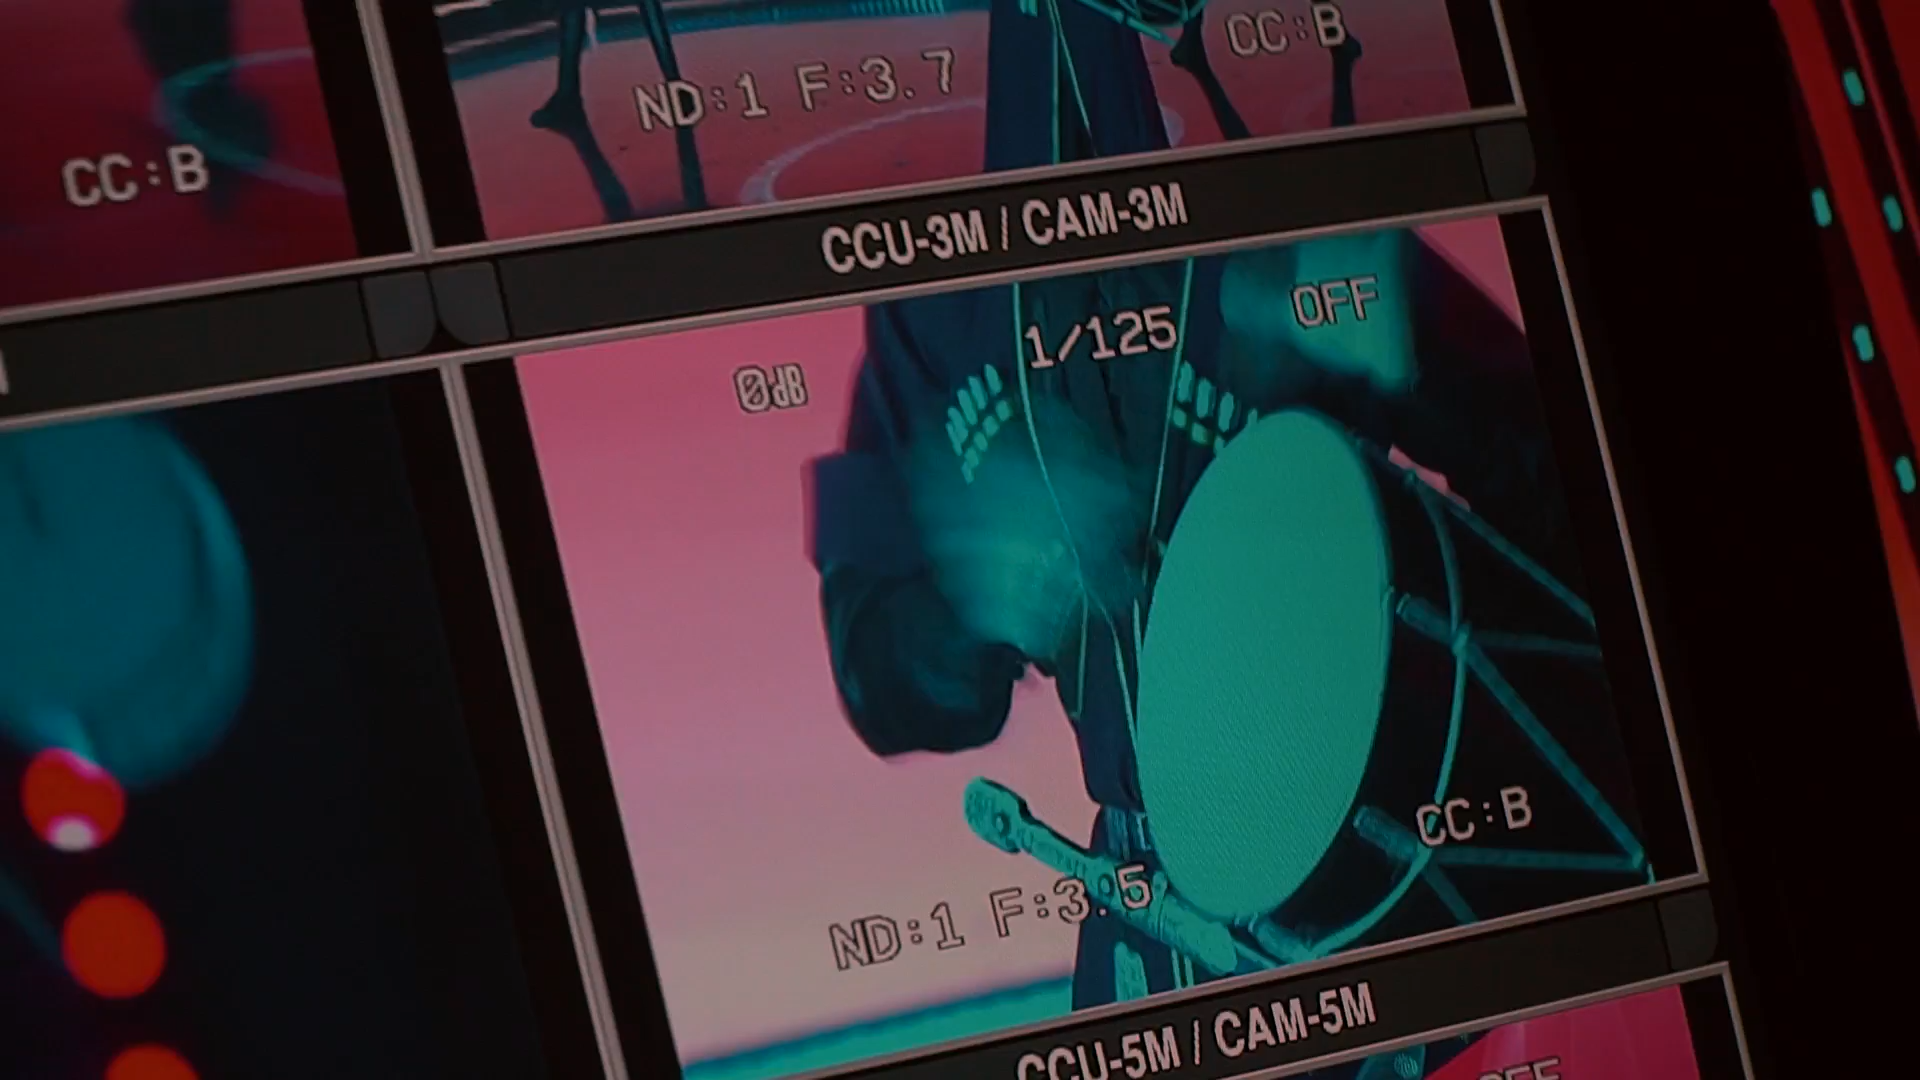 CC:B
ND:1 F:3.7
CC:B
CCU-3M / CAM-3M
0dB
1/125
OFF
CC:B
ND:1 F:3.5
CCU-5M / CAM-5M
OFF